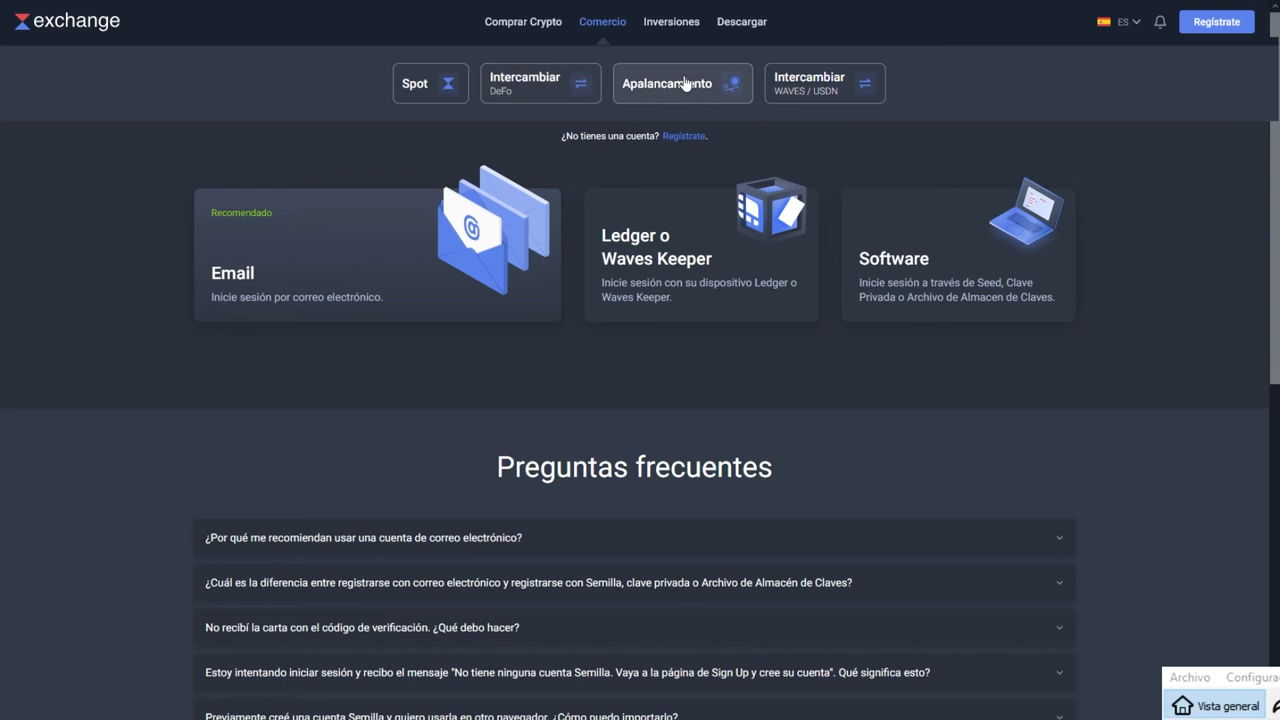 exchange
Comprar Crypto
Comercio
Inversiones
Descargar
ES
Regístrate
Spot
Intercambiar
DeFo
Apalancamiento
Intercambiar
WAVES / USDN
¿No tienes una cuenta? Regístrate.
Recomendado
Email
Inicie sesión por correo electrónico.
Ledger o
Waves Keeper
Inicie sesión con su dispositivo Ledger o
Waves Keeper.
Software
Inicie sesión a través de Seed, Clave
Privada o Archivo de Almacen de Claves.
Preguntas frecuentes
¿Por qué me recomiendan usar una cuenta de correo electrónico?
¿Cuál es la diferencia entre registrarse con correo electrónico y registrarse con Semilla, clave privada o Archivo de Almacén de Claves?
No recibí la carta con el código de verificación. ¿Qué debo hacer?
Estoy intentando iniciar sesión y recibo el mensaje "No tiene ninguna cuenta Semilla. Vaya a la página de Sign Up y cree su cuenta". Qué significa esto?
Previamente creé una cuenta Semilla y quiero usarla en otro navegador. ¿Cómo puedo importarlo?
Archivo
Configura
Vista general